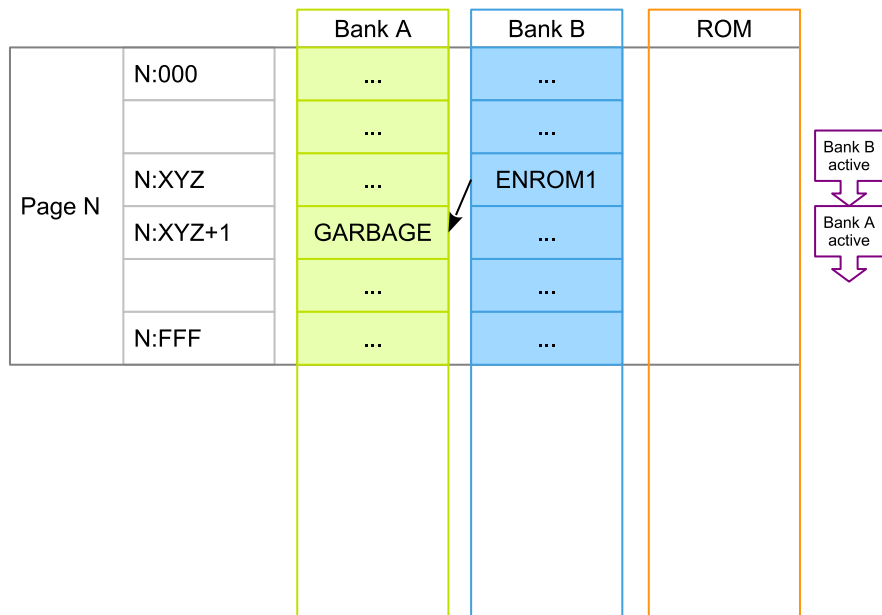 Bank A Bank B ROM
N:000 ... ...
... ...
Bank B
active
N:XYZ ... ENROM1
Page N
N:XYZ+1 GARBAGE ...
Bank A
active
... ...
N:FFF ... ...